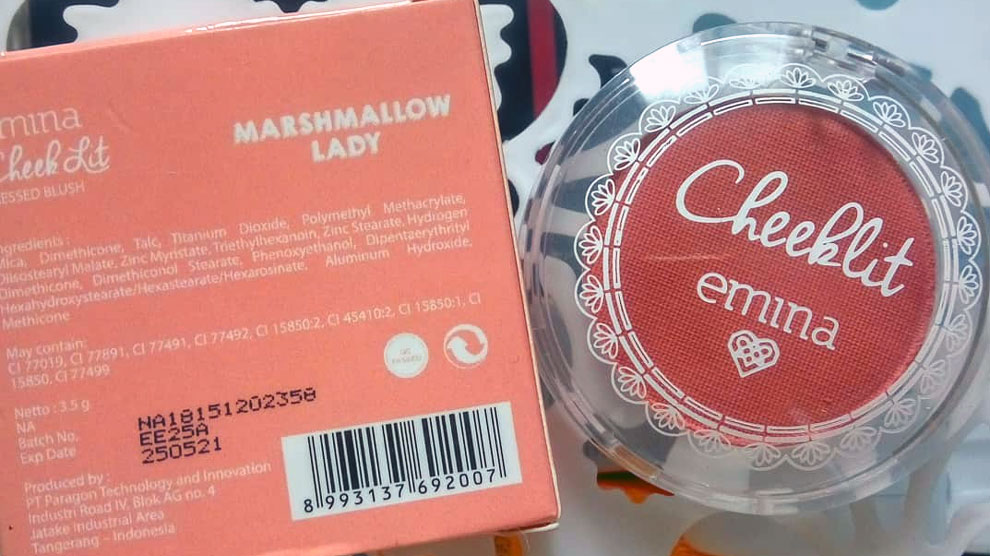 emina
Cheek Lit
PRESSED BLUSH
MARSHMALLOW
LADY
Ingredients :
Mica, Dimethicone, Talc, Titanium Dioxide, Polymethyl Methacrylate,
Diisostearyl Malate, Zinc Myristate, Triethylhexanoin, Zinc Stearate, Hydrogen
Dimethicone, Dimethiconol Stearate, Phenoxyethanol, Dipentaerythrityl
Hexahydroxystearate/Hexastearate/Hexarosinate, Aluminum Hydroxide,
Methicone
May contain:
CI 77019, CI 77891, CI 77491, CI 77492, CI 15850:2, CI 45410:2, CI 15850:1, CI
15850, CI 77499
Netto : 3.5 g
NA NA18151202358
Batch No. EE25A
Exp Date 250521
Produced by :
PT Paragon Technology and Innovation
Industri Road IV, Blok AG no. 4
Jatake Industrial Area
Tangerang – Indonesia
8 993137 692007
Cheeklit
emina